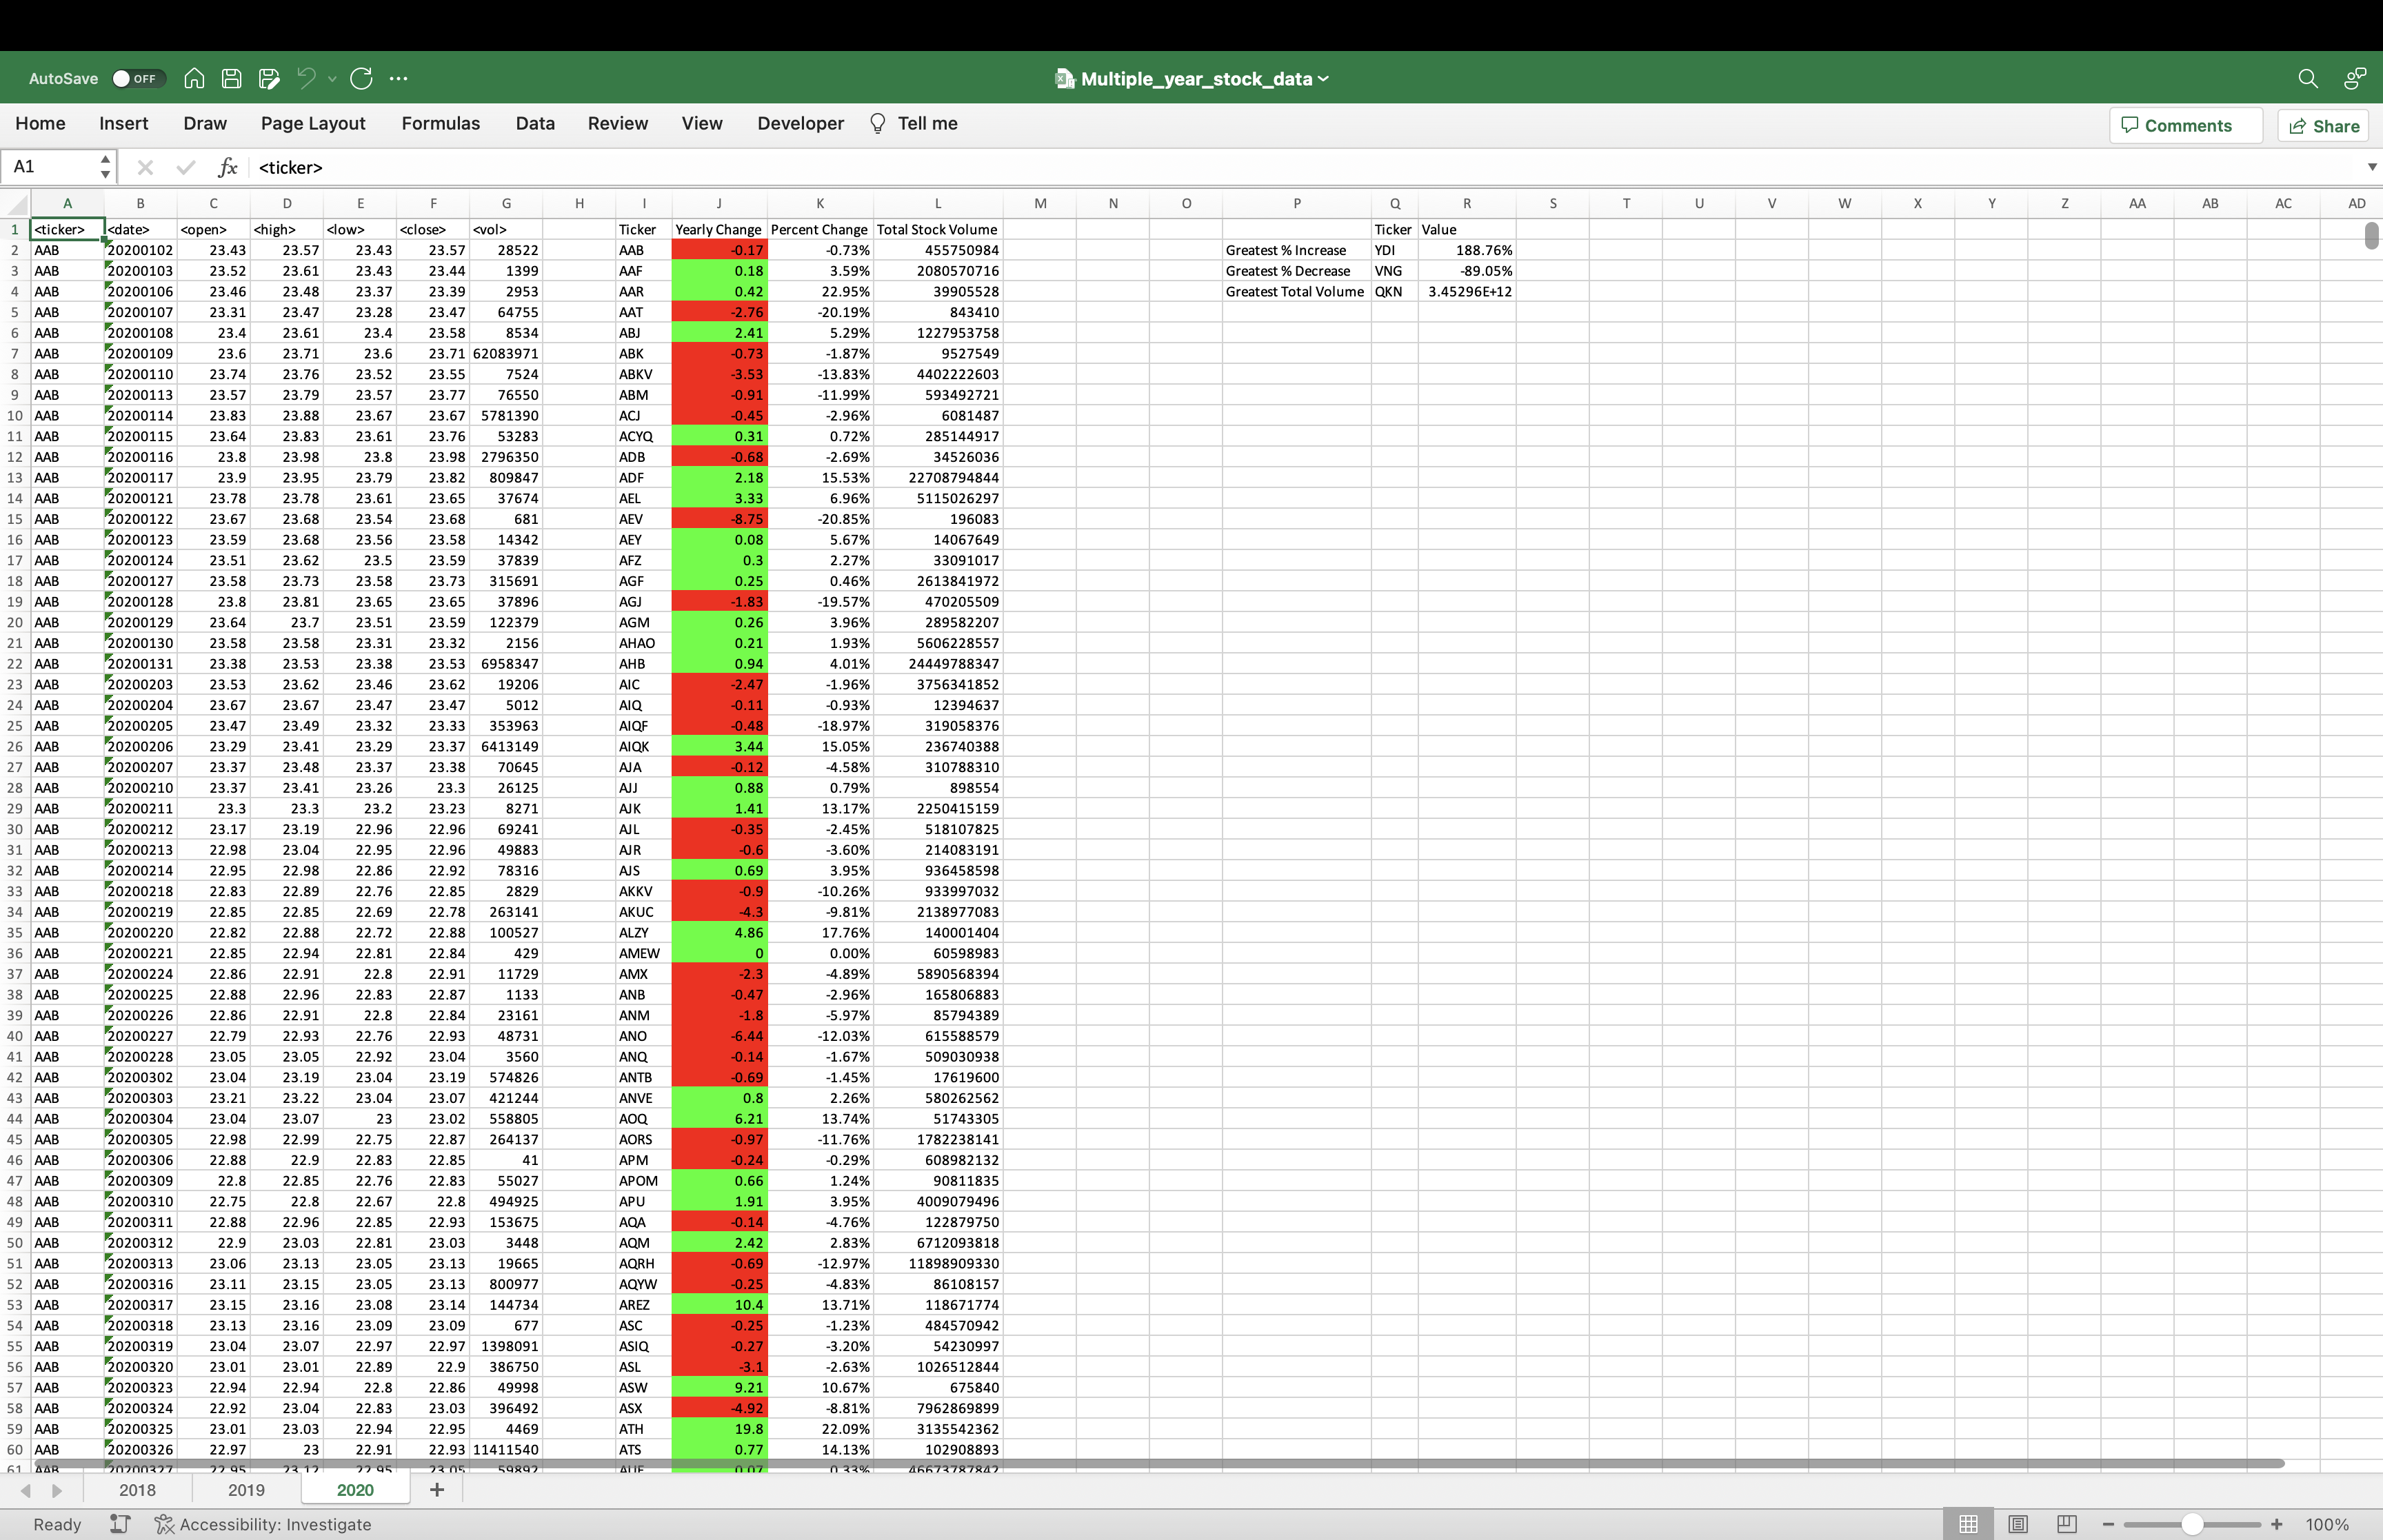 AutoSave OFF Multiple_year_stock_data
Home Insert Draw Page Layout Formulas Data Review View Developer Tell me Comments Share
A1 fx <ticker>
A B C D E F G H I J K L M N O P Q R S T U V W X Y Z AA AB AC AD
1 <ticker> <date> <open> <high> <low> <close> <vol> Ticker Yearly Change Percent Change Total Stock Volume Ticker Value
2 AAB 20200102 23.43 23.57 23.43 23.57 28522 AAB -0.17 -0.73% 455750984 Greatest % Increase YDI 188.76%
3 AAB 20200103 23.52 23.61 23.43 23.44 1399 AAF 0.18 3.59% 2080570716 Greatest % Decrease VNG -89.05%
4 AAB 20200106 23.46 23.48 23.37 23.39 2953 AAR 0.42 22.95% 39905528 Greatest Total Volume QKN 3.45296E+12
5 AAB 20200107 23.31 23.47 23.28 23.47 64755 AAT -2.76 -20.19% 843410
6 AAB 20200108 23.4 23.61 23.4 23.58 8534 ABJ 2.41 5.29% 1227953758
7 AAB 20200109 23.6 23.71 23.6 23.71 62083971 ABK -0.73 -1.87% 9527549
8 AAB 20200110 23.74 23.76 23.52 23.55 7524 ABKV -3.53 -13.83% 4402222603
9 AAB 20200113 23.57 23.79 23.57 23.77 76550 ABM -0.91 -11.99% 593492721
10 AAB 20200114 23.83 23.88 23.67 23.67 5781390 ACJ -0.45 -2.96% 6081487
11 AAB 20200115 23.64 23.83 23.61 23.76 53283 ACYQ 0.31 0.72% 285144917
12 AAB 20200116 23.8 23.98 23.8 23.98 2796350 ADB -0.68 -2.69% 34526036
13 AAB 20200117 23.9 23.95 23.79 23.82 809847 ADF 2.18 15.53% 22708794844
14 AAB 20200121 23.78 23.78 23.61 23.65 37674 AEL 3.33 6.96% 5115026297
15 AAB 20200122 23.67 23.68 23.54 23.68 681 AEV -8.75 -20.85% 196083
16 AAB 20200123 23.59 23.68 23.56 23.58 14342 AEY 0.08 5.67% 14067649
17 AAB 20200124 23.51 23.62 23.5 23.59 37839 AFZ 0.3 2.27% 33091017
18 AAB 20200127 23.58 23.73 23.58 23.73 315691 AGF 0.25 0.46% 2613841972
19 AAB 20200128 23.8 23.81 23.65 23.65 37896 AGJ -1.83 -19.57% 470205509
20 AAB 20200129 23.64 23.7 23.51 23.59 122379 AGM 0.26 3.96% 289582207
21 AAB 20200130 23.58 23.58 23.31 23.32 2156 AHAO 0.21 1.93% 5606228557
22 AAB 20200131 23.38 23.53 23.38 23.53 6958347 AHB 0.94 4.01% 24449788347
23 AAB 20200203 23.53 23.62 23.46 23.62 19206 AIC -2.47 -1.96% 3756341852
24 AAB 20200204 23.67 23.67 23.47 23.47 5012 AIQ -0.11 -0.93% 12394637
25 AAB 20200205 23.47 23.49 23.32 23.33 353963 AIQF -0.48 -18.97% 319058376
26 AAB 20200206 23.29 23.41 23.29 23.37 6413149 AIQK 3.44 15.05% 236740388
27 AAB 20200207 23.37 23.48 23.37 23.38 70645 AJA -0.12 -4.58% 310788310
28 AAB 20200210 23.37 23.41 23.26 23.3 26125 AJJ 0.88 0.79% 898554
29 AAB 20200211 23.3 23.3 23.2 23.23 8271 AJK 1.41 13.17% 2250415159
30 AAB 20200212 23.17 23.19 22.96 22.96 69241 AJL -0.35 -2.45% 518107825
31 AAB 20200213 22.98 23.04 22.95 22.96 49883 AJR -0.6 -3.60% 214083191
32 AAB 20200214 22.95 22.98 22.86 22.92 78316 AJS 0.69 3.95% 936458598
33 AAB 20200218 22.83 22.89 22.76 22.85 2829 AKKV -0.9 -10.26% 933997032
34 AAB 20200219 22.85 22.85 22.69 22.78 263141 AKUC -4.3 -9.81% 2138977083
35 AAB 20200220 22.82 22.88 22.72 22.88 100527 ALZY 4.86 17.76% 140001404
36 AAB 20200221 22.85 22.94 22.81 22.84 429 AMEW 0 0.00% 60598983
37 AAB 20200224 22.86 22.91 22.8 22.91 11729 AMX -2.3 -4.89% 5890568394
38 AAB 20200225 22.88 22.96 22.83 22.87 1133 ANB -0.47 -2.96% 165806883
39 AAB 20200226 22.86 22.91 22.8 22.84 23161 ANM -1.8 -5.97% 85794389
40 AAB 20200227 22.79 22.93 22.76 22.93 48731 ANO -6.44 -12.03% 615588579
41 AAB 20200228 23.05 23.05 22.92 23.04 3560 ANQ -0.14 -1.67% 509030938
42 AAB 20200302 23.04 23.19 23.04 23.19 574826 ANTB -0.69 -1.45% 17619600
43 AAB 20200303 23.21 23.22 23.04 23.07 421244 ANVE 0.8 2.26% 580262562
44 AAB 20200304 23.04 23.07 23 23.02 558805 AOQ 6.21 13.74% 51743305
45 AAB 20200305 22.98 22.99 22.75 22.87 264137 AORS -0.97 -11.76% 1782238141
46 AAB 20200306 22.88 22.9 22.83 22.85 41 APM -0.24 -0.29% 608982132
47 AAB 20200309 22.8 22.85 22.76 22.83 55027 APOM 0.66 1.24% 90811835
48 AAB 20200310 22.75 22.8 22.67 22.8 494925 APU 1.91 3.95% 4009079496
49 AAB 20200311 22.88 22.96 22.85 22.93 153675 AQA -0.14 -4.76% 122879750
50 AAB 20200312 22.9 23.03 22.81 23.03 3448 AQM 2.42 2.83% 6712093818
51 AAB 20200313 23.06 23.13 23.05 23.13 19665 AQRH -0.69 -12.97% 11898909330
52 AAB 20200316 23.11 23.15 23.05 23.13 800977 AQYW -0.25 -4.83% 86108157
53 AAB 20200317 23.15 23.16 23.08 23.14 144734 AREZ 10.4 13.71% 118671774
54 AAB 20200318 23.13 23.16 23.09 23.09 677 ASC -0.25 -1.23% 484570942
55 AAB 20200319 23.04 23.07 22.97 22.97 1398091 ASIQ -0.27 -3.20% 54230997
56 AAB 20200320 23.01 23.01 22.89 22.9 386750 ASL -3.1 -2.63% 1026512844
57 AAB 20200323 22.94 22.94 22.8 22.86 49998 ASW 9.21 10.67% 675840
58 AAB 20200324 22.92 23.04 22.83 23.03 396492 ASX -4.92 -8.81% 7962869899
59 AAB 20200325 23.01 23.03 22.94 22.95 4469 ATH 19.8 22.09% 3135542362
60 AAB 20200326 22.97 23 22.91 22.93 11411540 ATS 0.77 14.13% 102908893
61 AAB 20200327 22.95 23.12 22.95 23.05 59892 0.07 0.33% 46673787842
2018 2019 2020
Ready Accessibility: Investigate 100%